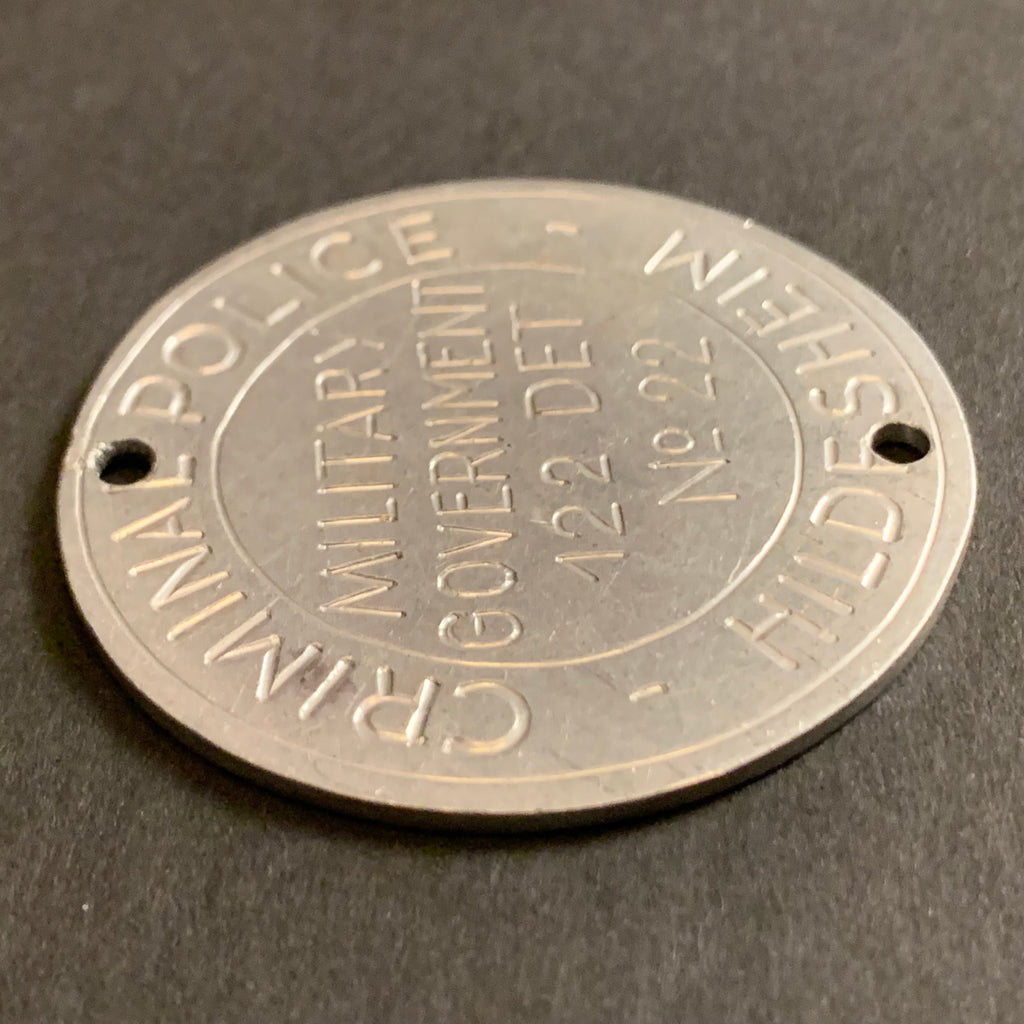 CRIMINAL POLICE
MILITARY
GOVERNMENT
122 DET
No 22
- HILDESHEIM -